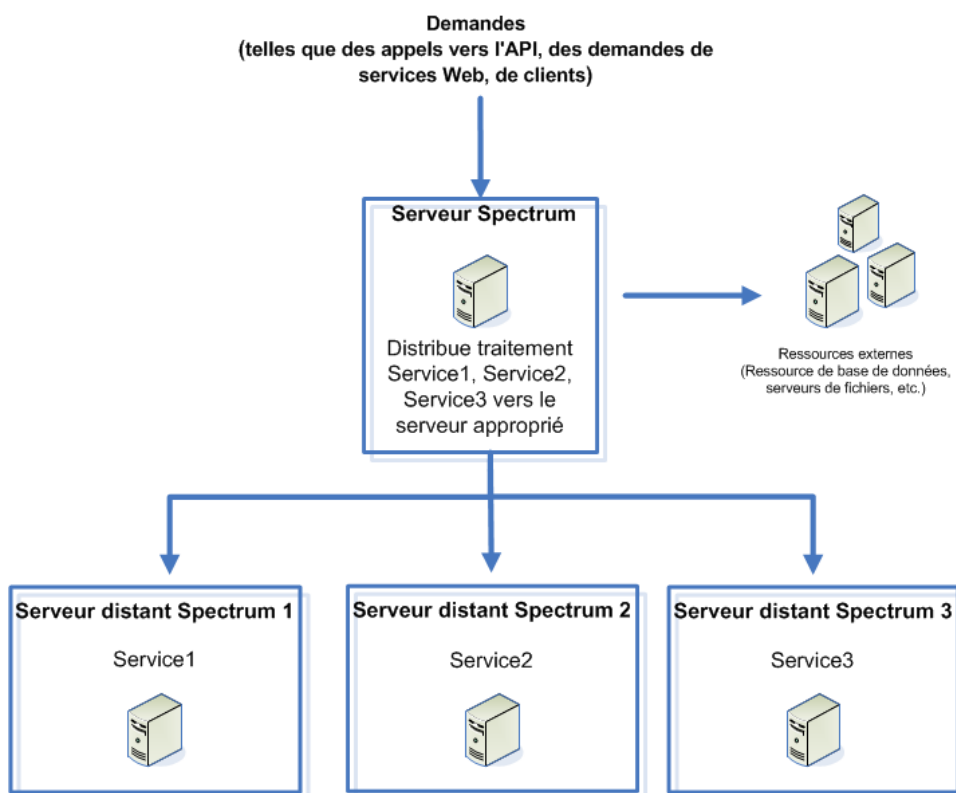 Demandes
(telles que des appels vers l'API, des demandes de
services Web, de clients)
Serveur Spectrum
Distribue traitement
Service1, Service2,
Service3 vers le
serveur approprié
Ressources externes
(Ressource de base de données,
serveurs de fichiers, etc.)
Serveur distant Spectrum 1
Service1
Serveur distant Spectrum 2
Service2
Serveur distant Spectrum 3
Service3